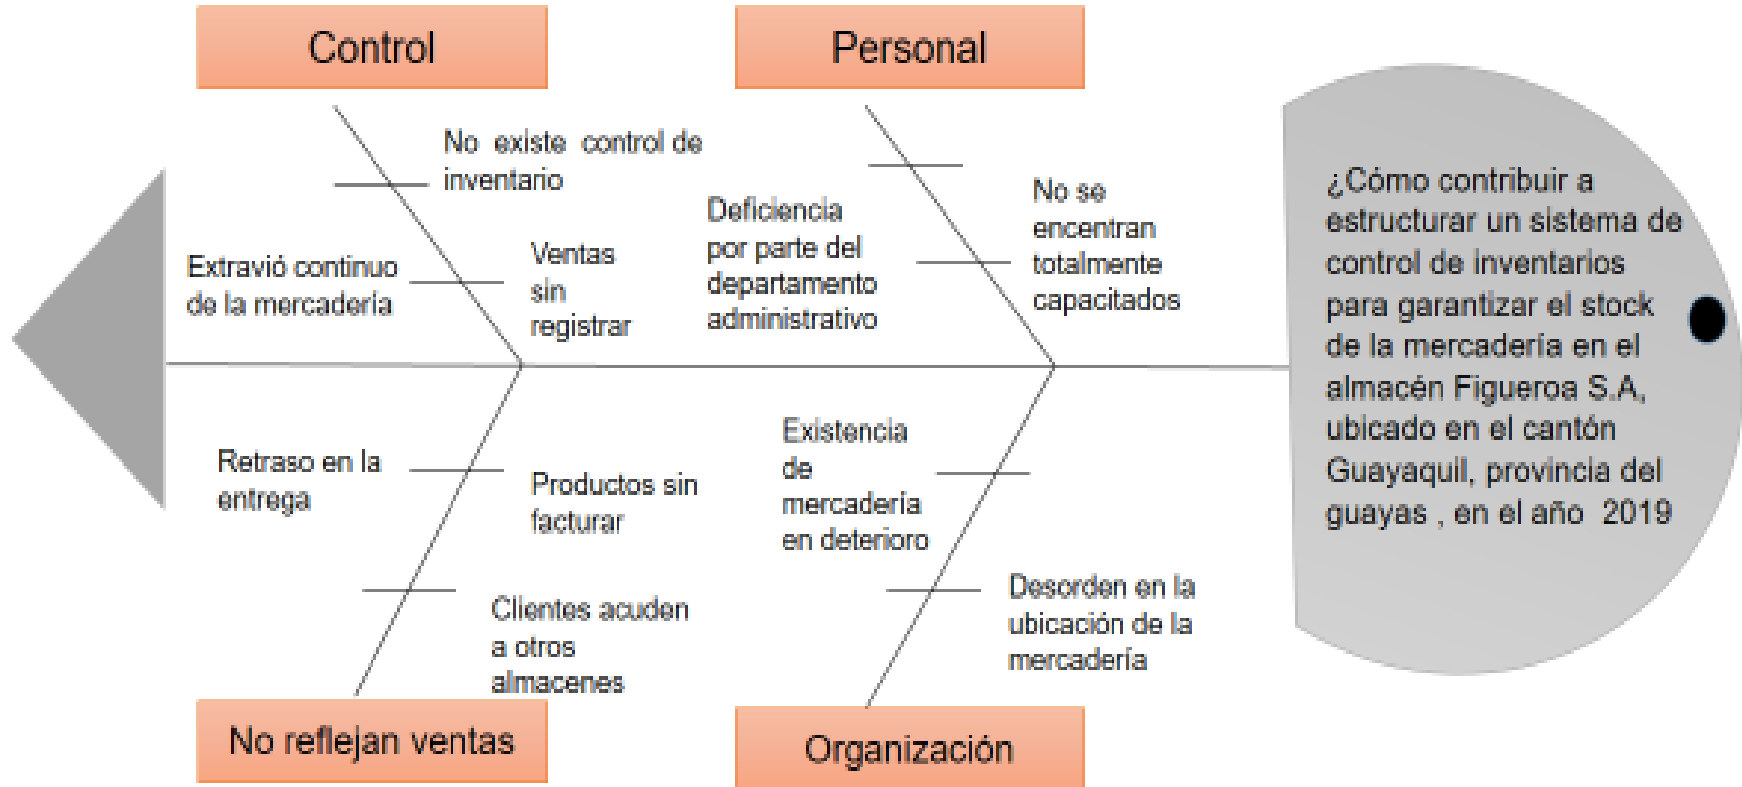 Control
Personal
No existe control de
inventario
Extravió continuo
de la mercadería
Ventas
sin
registrar
Deficiencia
por parte del
departamento
administrativo
No se
encentran
totalmente
capacitados
¿Cómo contribuir a
estructurar un sistema de
control de inventarios
para garantizar el stock
de la mercadería en el
almacén Figueroa S.A,
ubicado en el cantón
Guayaquil, provincia del
guayas , en el año 2019
Retraso en la
entrega
Productos sin
facturar
Clientes acuden
a otros
almacenes
Existencia
de
mercadería
en deterioro
Desorden en la
ubicación de la
mercadería
No reflejan ventas
Organización